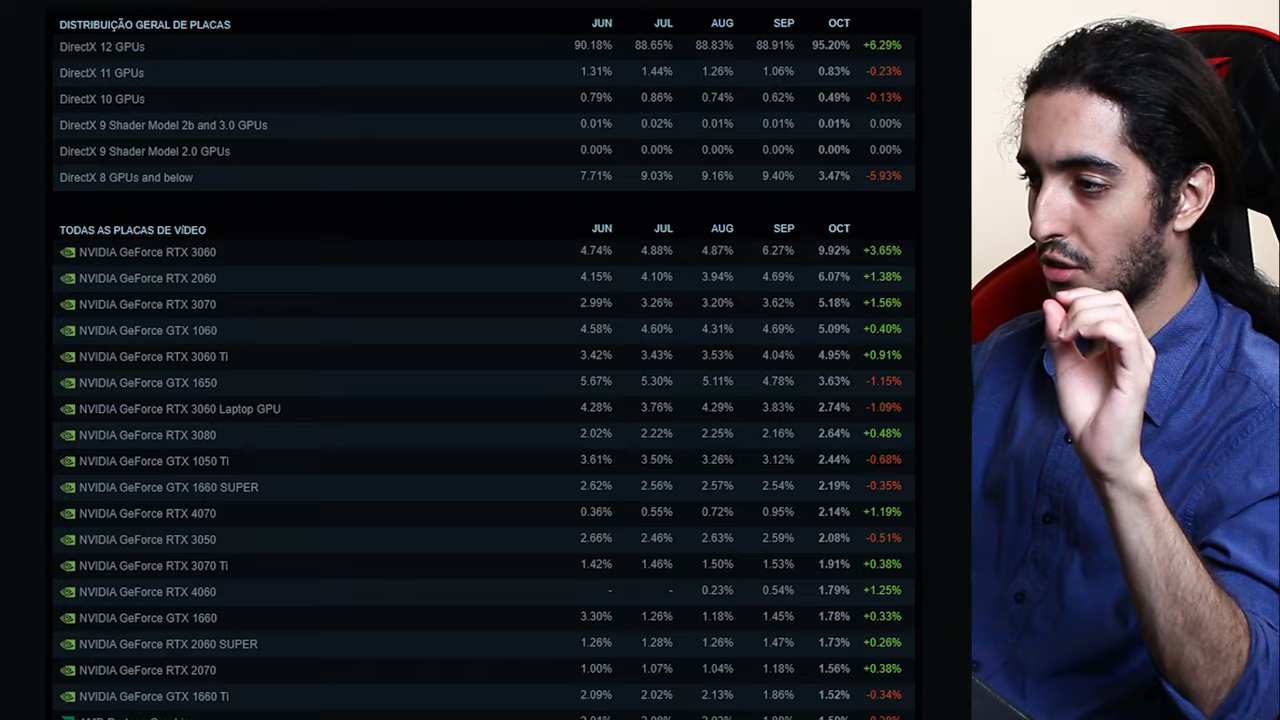 DISTRIBUIÇÃO GERAL DE PLACAS JUN JUL AUG SEP OCT
DirectX 12 GPUs 90.18% 88.65% 88.83% 88.91% 95.20% +6.29%
DirectX 11 GPUs 1.31% 1.44% 1.26% 1.06% 0.83% -0.23%
DirectX 10 GPUs 0.79% 0.86% 0.74% 0.62% 0.49% -0.13%
DirectX 9 Shader Model 2b and 3.0 GPUs 0.01% 0.02% 0.01% 0.01% 0.01% 0.00%
DirectX 9 Shader Model 2.0 GPUs 0.00% 0.00% 0.00% 0.00% 0.00% 0.00%
DirectX 8 GPUs and below 7.71% 9.03% 9.16% 9.40% 3.47% -5.93%
TODAS AS PLACAS DE VíDEO JUN JUL AUG SEP OCT
NVIDIA GeForce RTX 3060 4.74% 4.88% 4.87% 6.27% 9.92% +3.65%
NVIDIA GeForce RTX 2060 4.15% 4.10% 3.94% 4.69% 6.07% +1.38%
NVIDIA GeForce RTX 3070 2.99% 3.26% 3.20% 3.62% 5.18% +1.56%
NVIDIA GeForce GTX 1060 4.58% 4.60% 4.31% 4.69% 5.09% +0.40%
NVIDIA GeForce RTX 3060 Ti 3.42% 3.43% 3.53% 4.04% 4.95% +0.91%
NVIDIA GeForce GTX 1650 5.67% 5.30% 5.11% 4.78% 3.63% -1.15%
NVIDIA GeForce RTX 3060 Laptop GPU 4.28% 3.76% 4.29% 3.83% 2.74% -1.09%
NVIDIA GeForce RTX 3080 2.02% 2.22% 2.25% 2.16% 2.64% +0.48%
NVIDIA GeForce GTX 1050 Ti 3.61% 3.50% 3.26% 3.12% 2.44% -0.68%
NVIDIA GeForce GTX 1660 SUPER 2.62% 2.56% 2.57% 2.54% 2.19% -0.35%
NVIDIA GeForce RTX 4070 0.36% 0.55% 0.72% 0.95% 2.14% +1.19%
NVIDIA GeForce RTX 3050 2.66% 2.46% 2.63% 2.59% 2.08% -0.51%
NVIDIA GeForce RTX 3070 Ti 1.42% 1.46% 1.50% 1.53% 1.91% +0.38%
NVIDIA GeForce RTX 4060 - - 0.23% 0.54% 1.79% +1.25%
NVIDIA GeForce GTX 1660 3.30% 1.26% 1.18% 1.45% 1.78% +0.33%
NVIDIA GeForce RTX 2060 SUPER 1.26% 1.28% 1.26% 1.47% 1.73% +0.26%
NVIDIA GeForce RTX 2070 1.00% 1.07% 1.04% 1.18% 1.56% +0.38%
NVIDIA GeForce GTX 1660 Ti 2.09% 2.02% 2.13% 1.86% 1.52% -0.34%